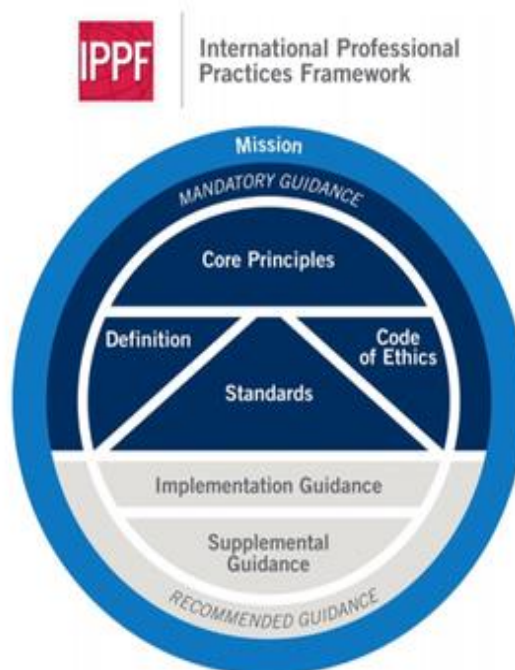 IPPF
International Professional
Practices Framework
Mission
MANDATORY GUIDANCE
Core Principles
Definition
Code
of Ethics
Standards
Implementation Guidance
Supplemental
Guidance
RECOMMENDED GUIDANCE